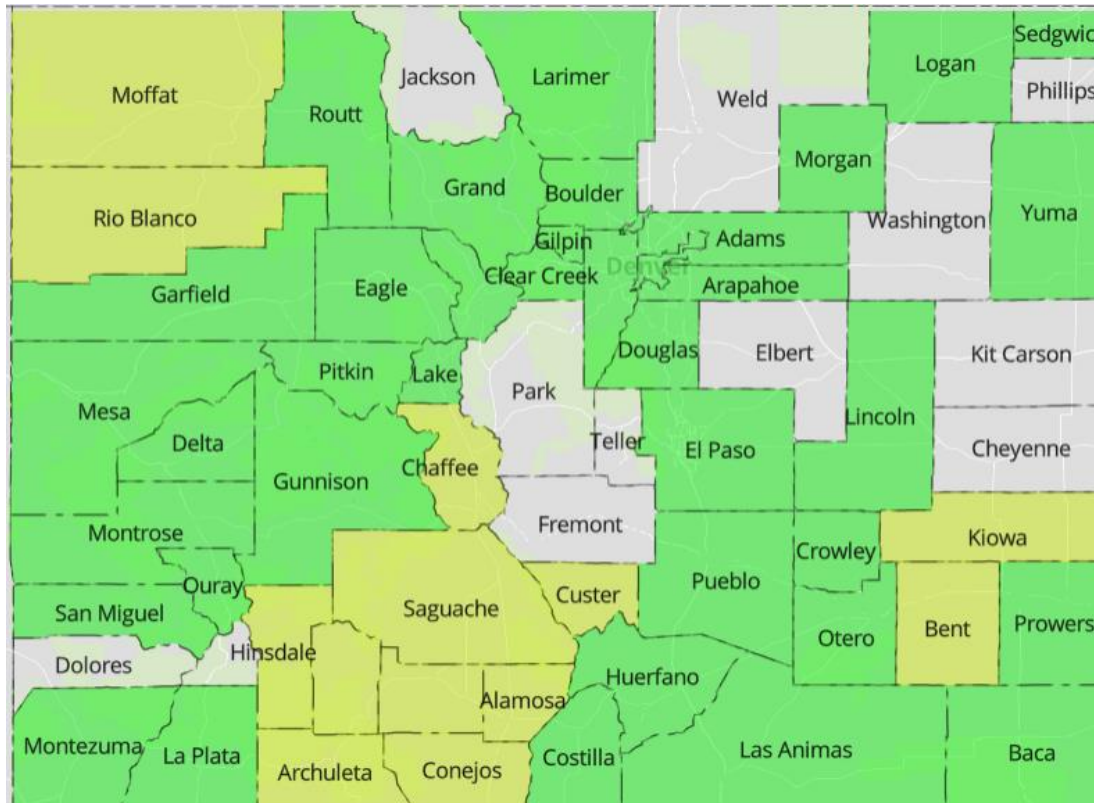 Sedgwic
Logan
Jackson
Larimer
Moffat
Weld
Phillips
Routt
Morgan
Grand
Boulder
Rio Blanco
Washington
Yuma
Gilpin
Adams
Denver
Clear Creek
Arapahoe
Garfield
Eagle
Douglas
Elbert
Kit Carson
Pitkin
Lake
Park
Mesa
Lincoln
Teller
Delta
El Paso
Cheyenne
Chaffee
Gunnison
Fremont
Montrose
Kiowa
Crowley
Pueblo
Ouray
Custer
Saguache
San Miguel
Prowers
Bent
Otero
Hinsdale
Dolores
Huerfano
Alamosa
Montezuma
La Plata
Costilla
Las Animas
Baca
Archuleta
Conejos